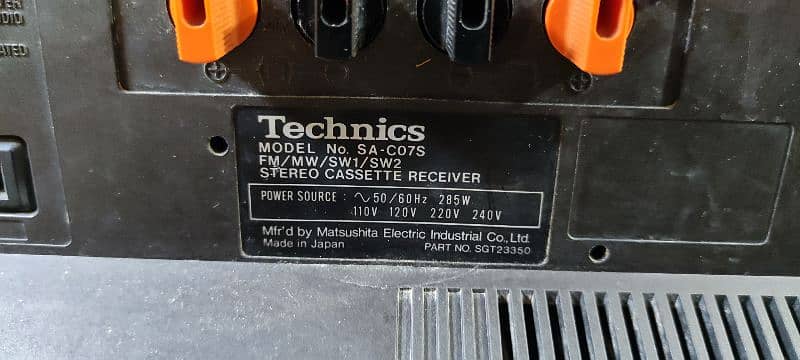 Technics
MODEL No. SA-C07S
FM/MW/SW1/SW2
STEREO CASSETTE RECEIVER
POWER SOURCE : ∿50/60Hz 285W
110V 120V 220V 240V
Mfr'd by Matsushita Electric Industrial Co., Ltd.
Made in Japan PART NO. SGT23350